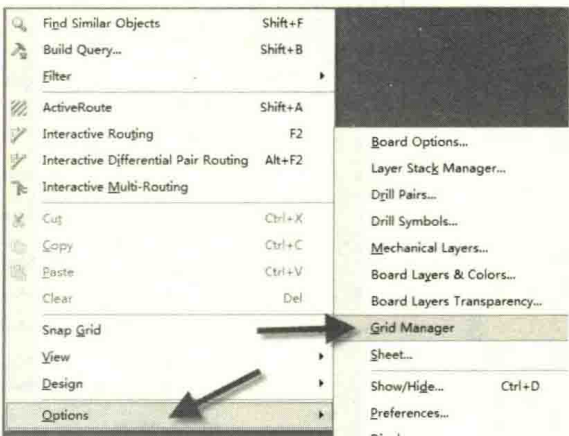 Find Similar Objects Shift+F
Build Query... Shift+B
Filter
ActiveRoute Shift+A
Interactive Routing F2
Interactive Differential Pair Routing Alt+F2
Interactive Multi-Routing
Cut Ctrl+X
Copy Ctrl+C
Paste Ctrl+V
Clear Del
Snap Grid
View
Design
Options
Board Options...
Layer Stack Manager...
Drill Pairs...
Drill Symbols...
Mechanical Layers...
Board Layers & Colors...
Board Layers Transparency...
Grid Manager
Sheet...
Show/Hide... Ctrl+D
Preferences...